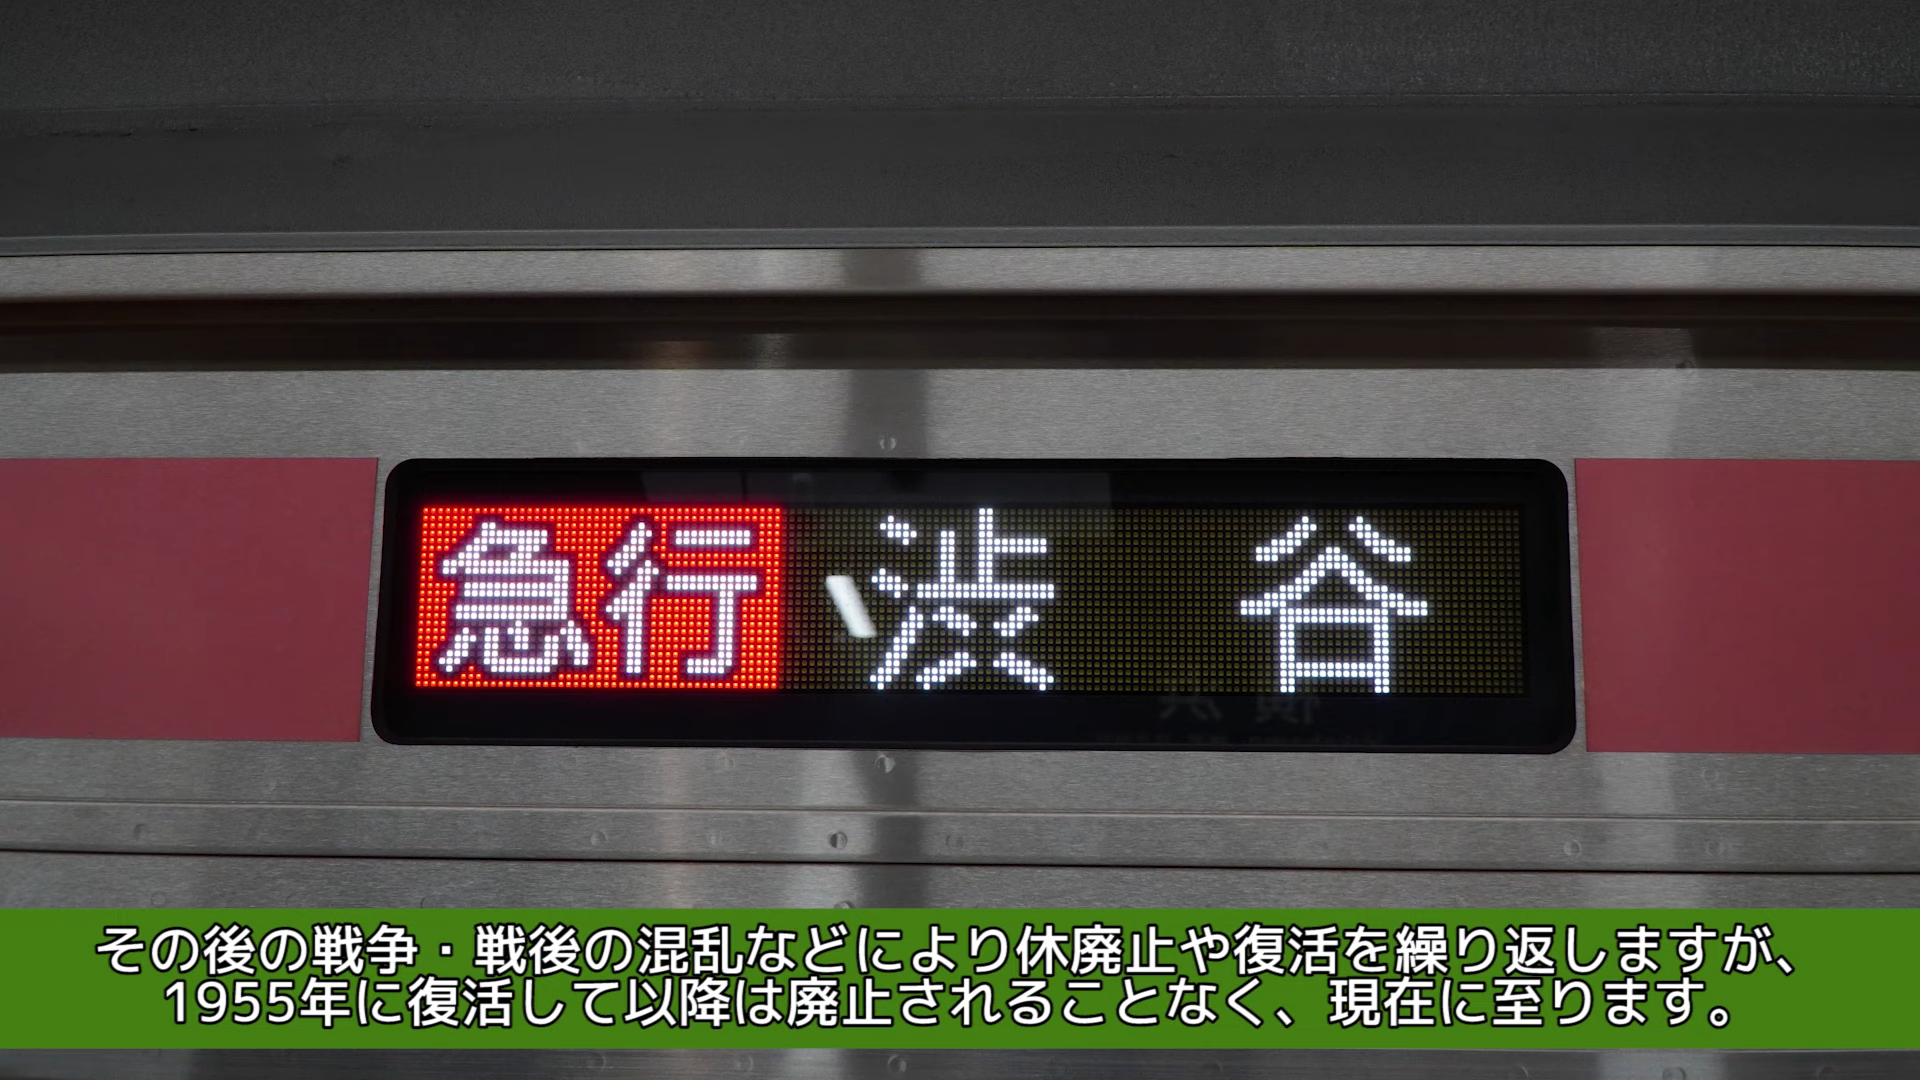 急行 渋谷
その後の戦争・戦後の混乱などにより休廃止や復活を繰り返しますが、
1955年に復活して以降は廃止されることなく、現在に至ります。